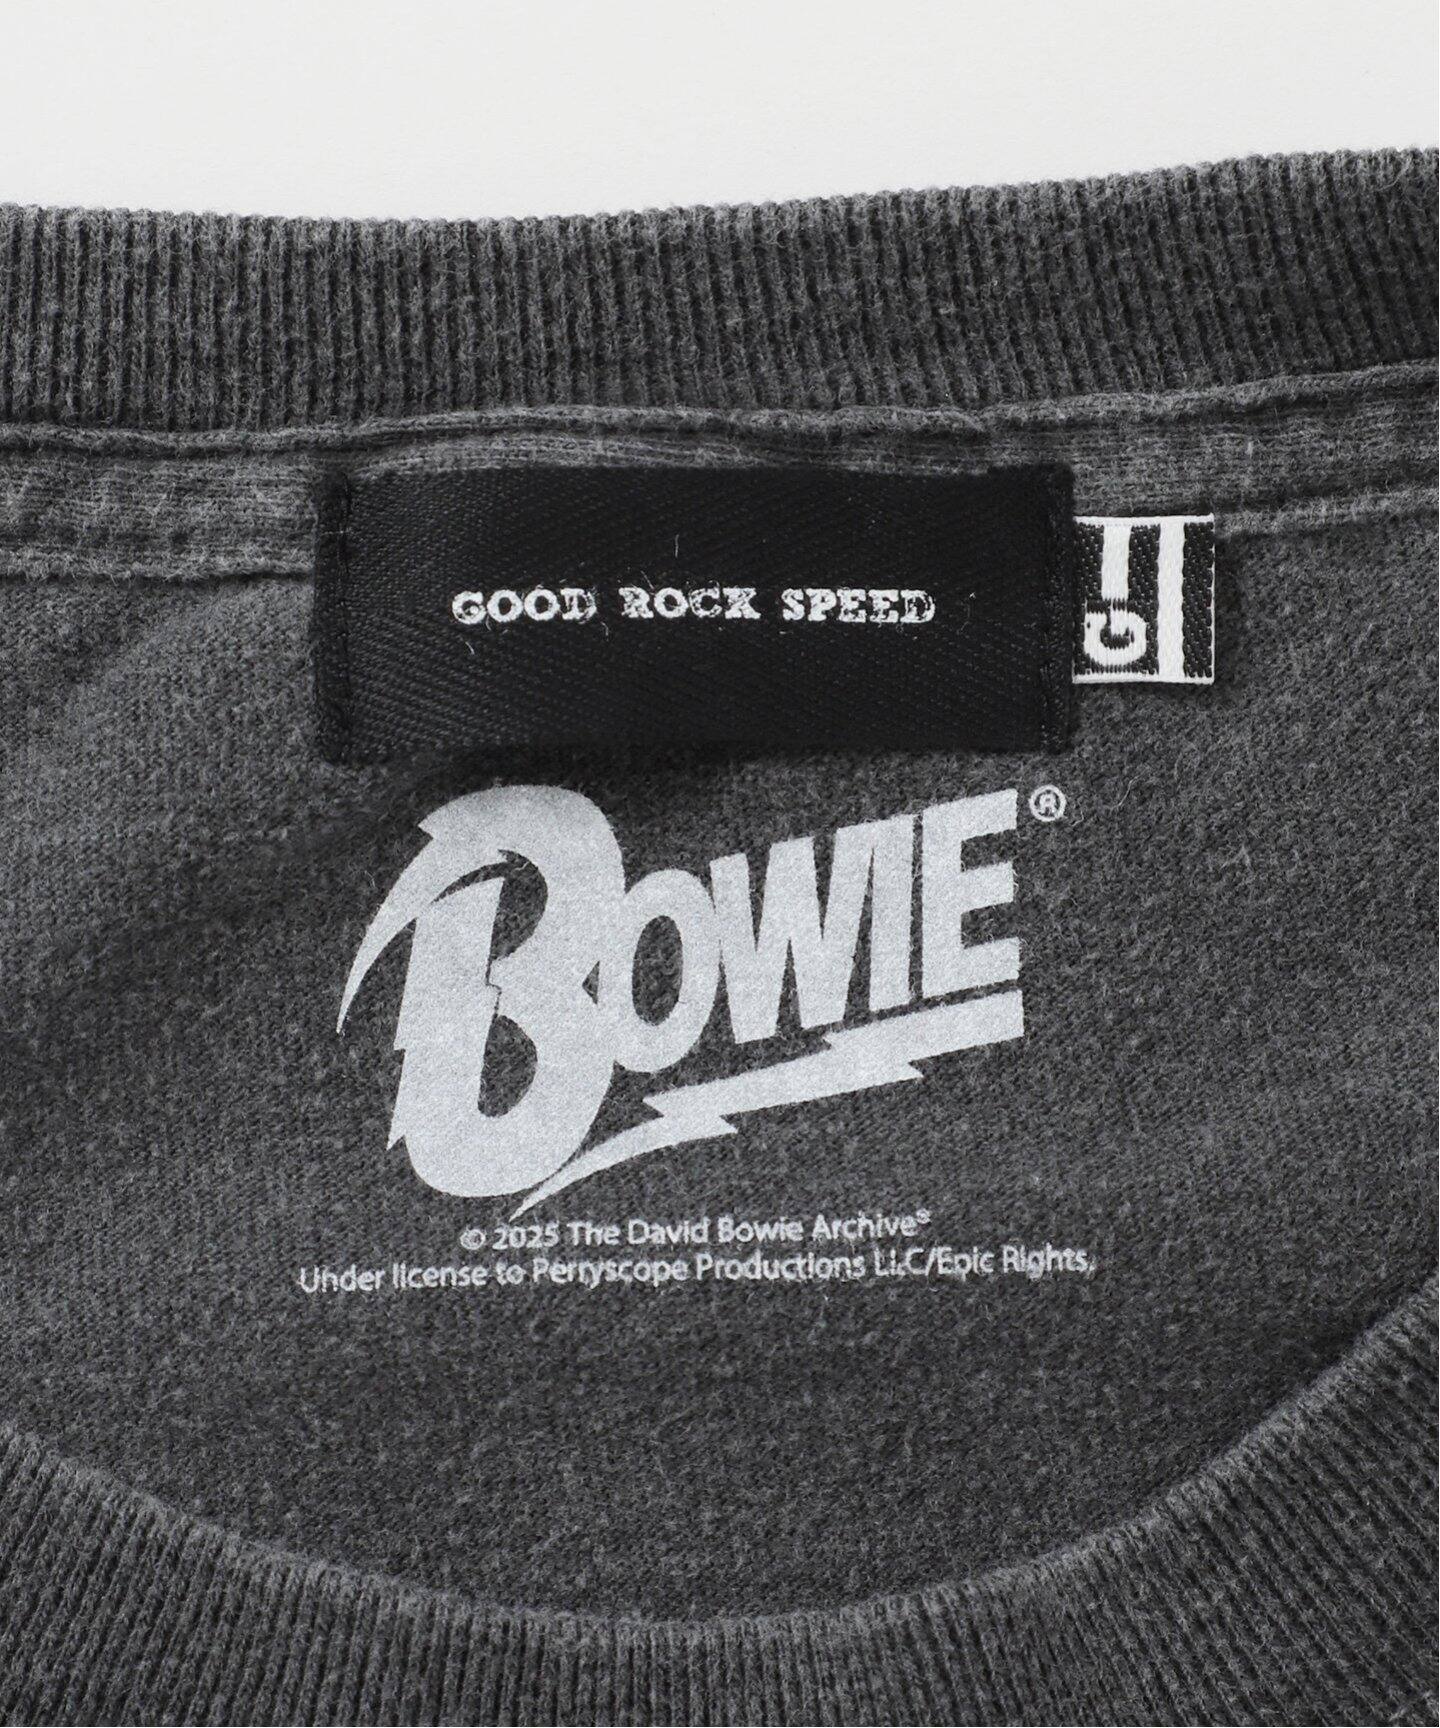 GOOD ROCK SPEED
G
BOWIE®
© 2025 The David Bowie Archive®
Under license to Perryscope Productions LLC/Epic Rights.